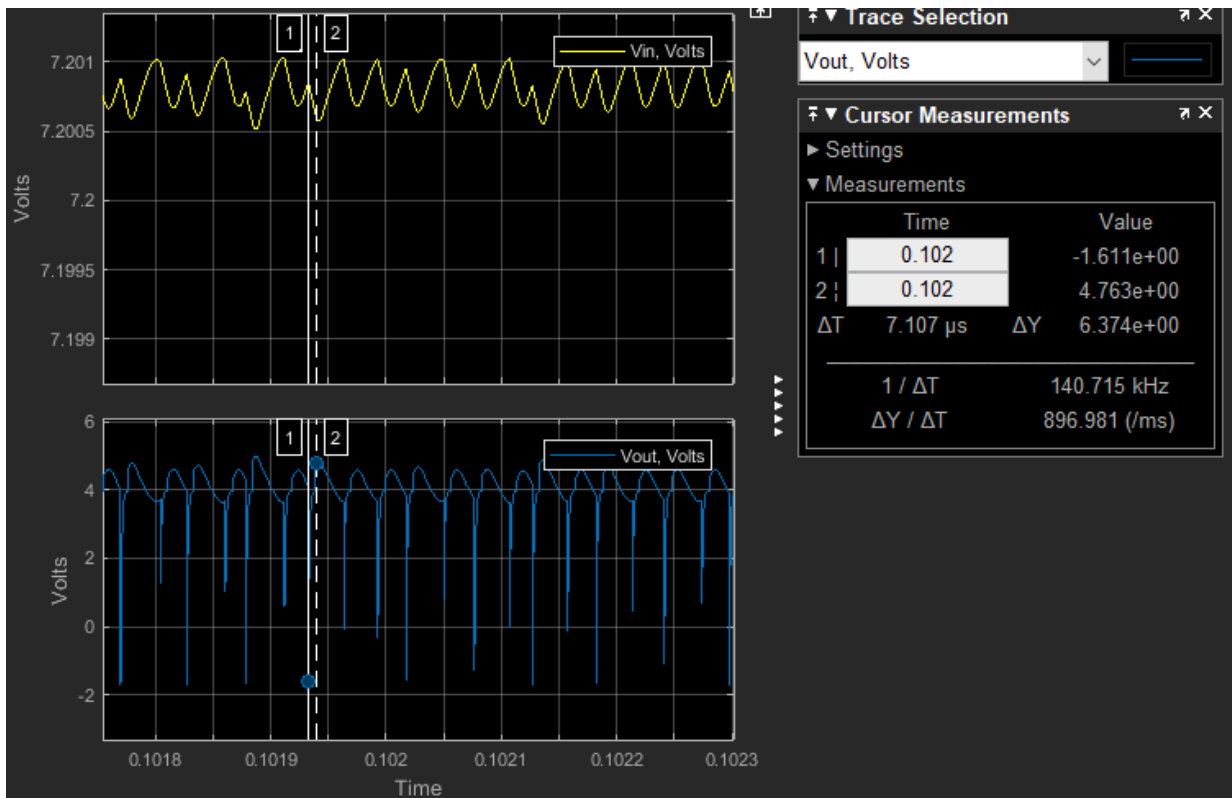 1 2
Vin, Volts
7.201
7.2005
7.2
7.1995
7.199
Volts
1 2
Vout, Volts
6
4
2
0
-2
Volts
0.1018 0.1019 0.102 0.1021 0.1022 0.1023
Time
Trace Selection
Vout, Volts
Cursor Measurements
Settings
Measurements
Time Value
1 | 0.102 -1.611e+00
2 ¦ 0.102 4.763e+00
ΔT 7.107 µs ΔY 6.374e+00
1 / ΔT 140.715 kHz
ΔY / ΔT 896.981 (/ms)